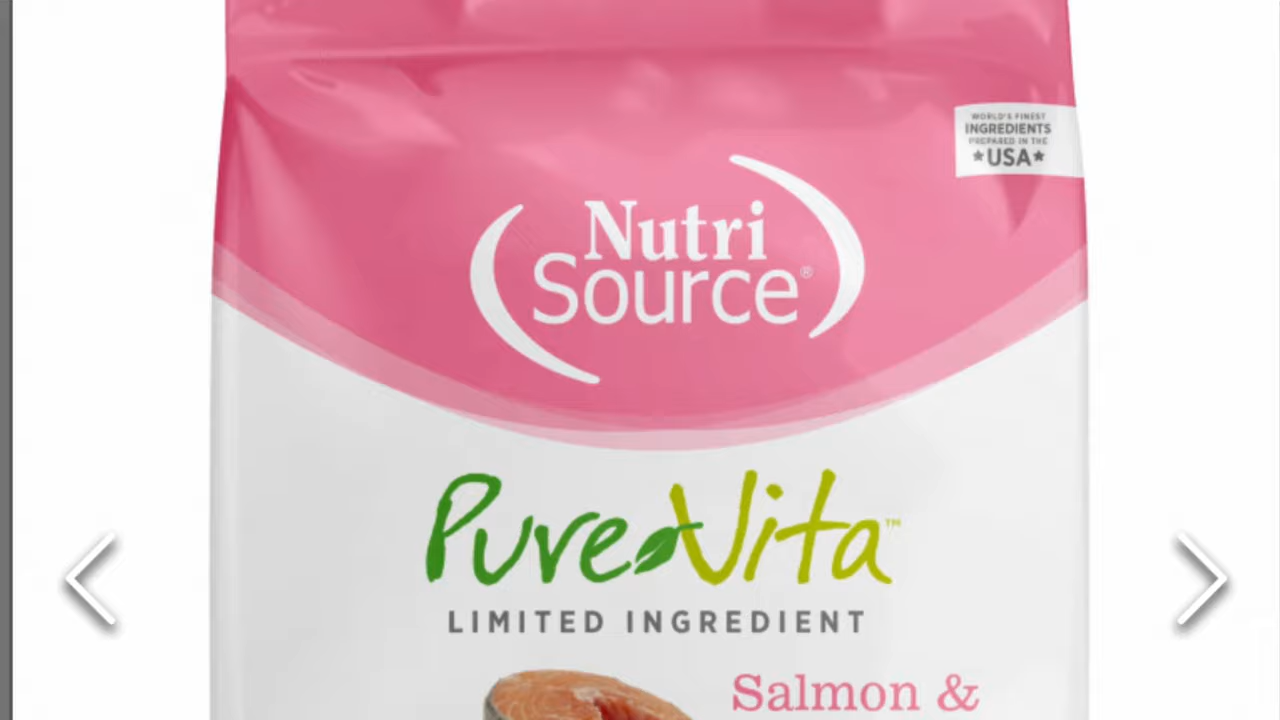 WORLD'S FINEST
INGREDIENTS
PREPARED IN THE
★USA★
Nutri
Source®
PureVita™
LIMITED INGREDIENT
Salmon &